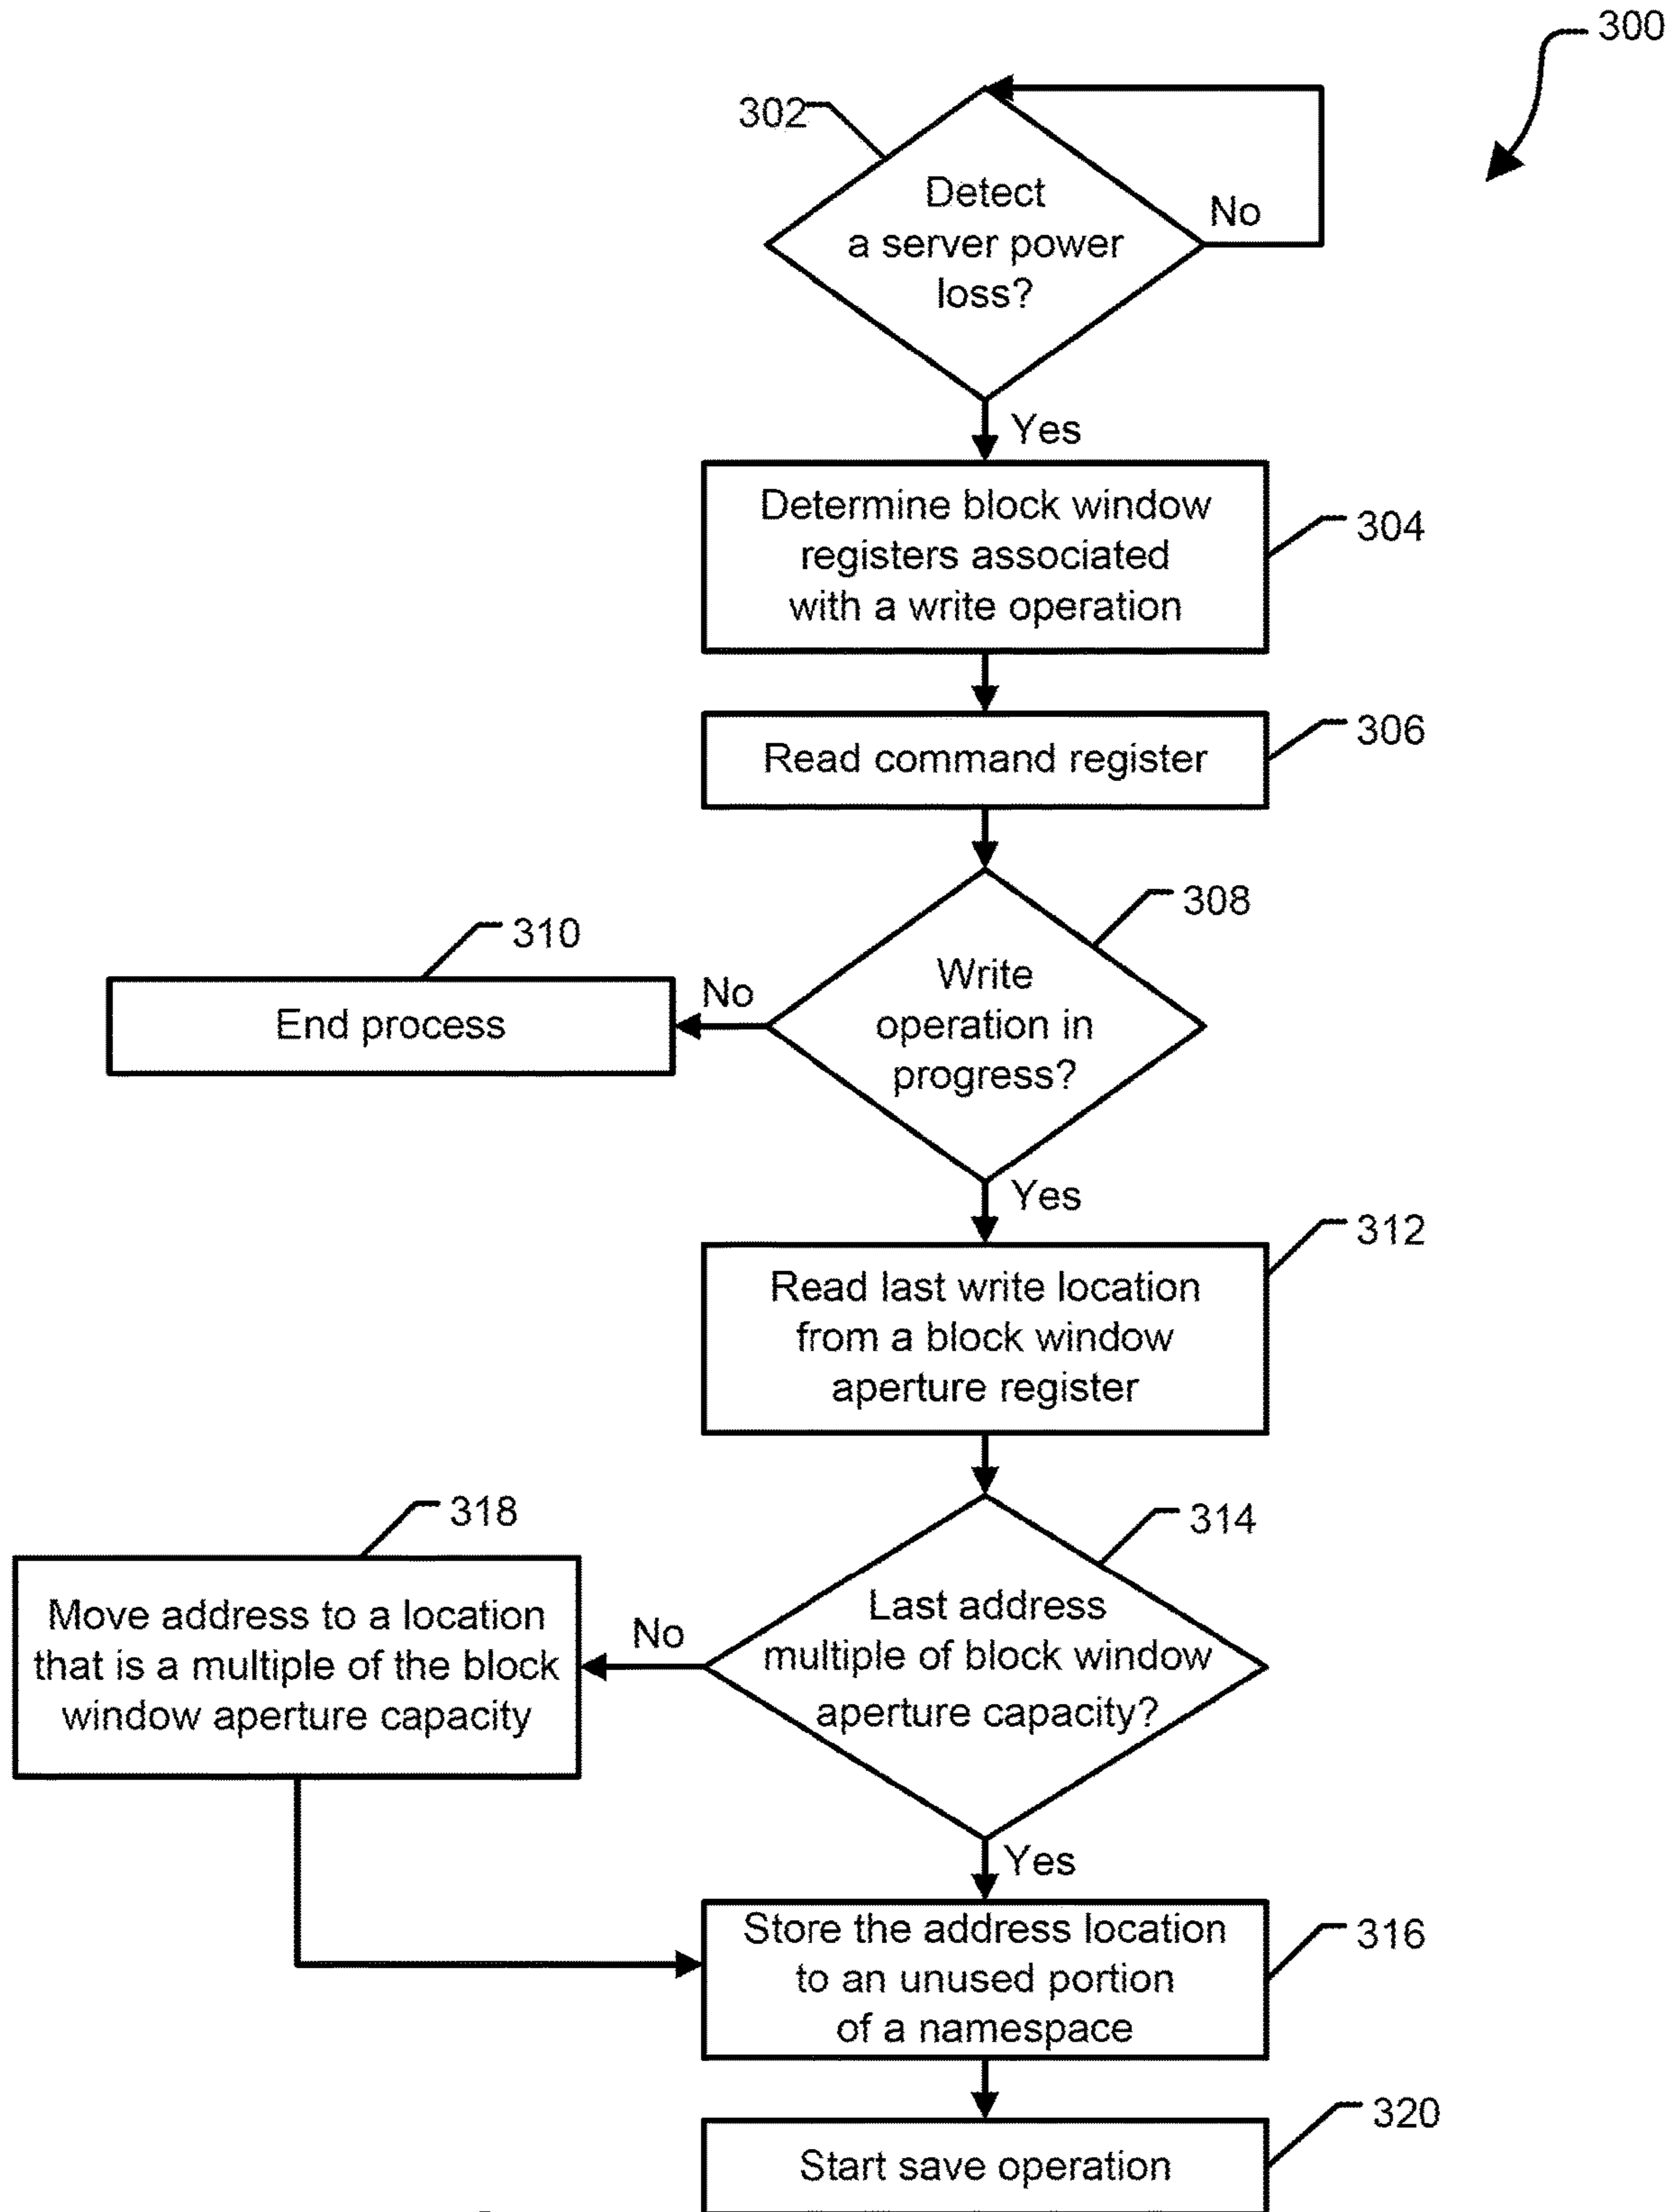 300
302
Detect
a server power
loss?
No
Yes
Determine block window
registers associated
with a write operation
304
Read command register
306
308
Write
operation in
progress?
No
310
End process
Yes
Read last write location
from a block window
aperture register
312
314
Last address
multiple of block window
aperture capacity?
No
318
Move address to a location
that is a multiple of the block
window aperture capacity
Yes
Store the address location
to an unused portion
of a namespace
316
Start save operation
320